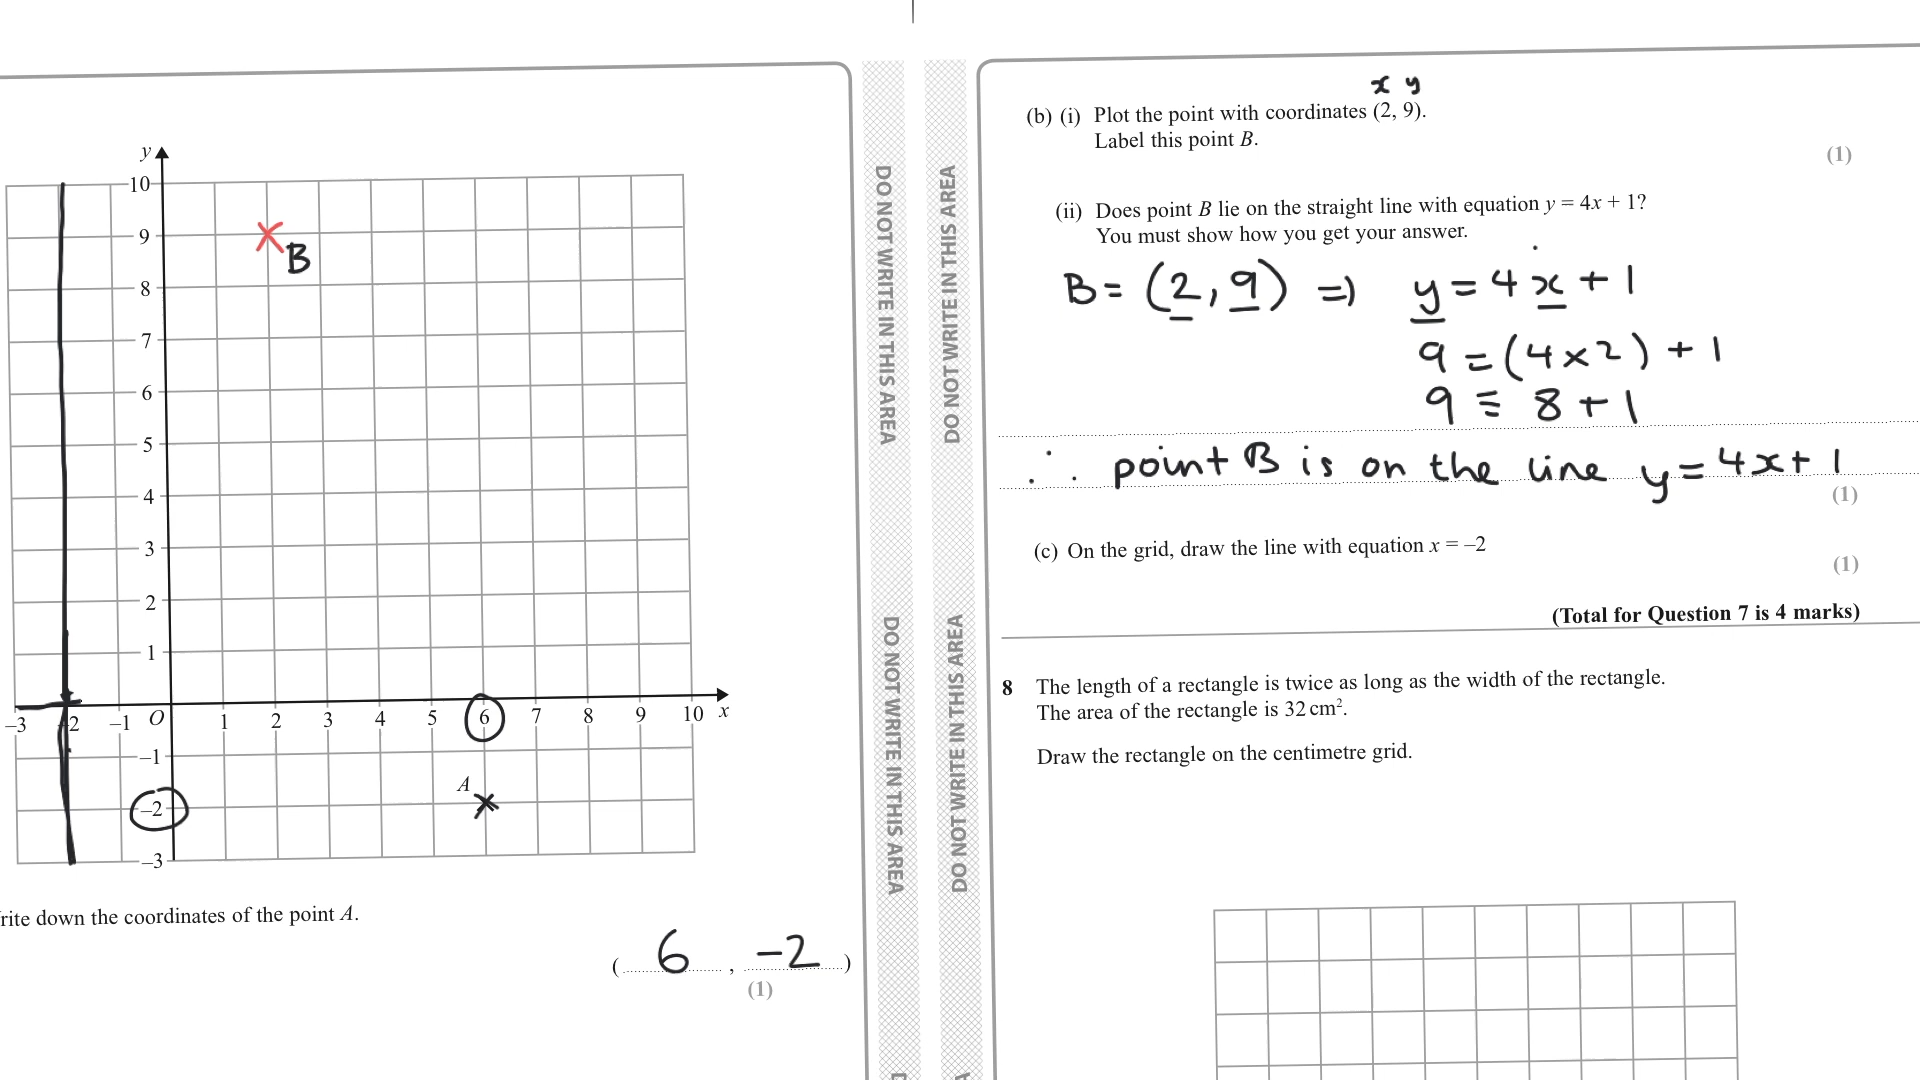 y
10
9
B
8
7
6
5
4
3
2
1
–3 –2 –1 O 1 2 3 4 5 6 7 8 9 10 x
–1
A
–2
–3
rite down the coordinates of the point A.
( 6 , –2 )
(1)
DO NOT WRITE IN THIS AREA
DO NOT WRITE IN THIS AREA
DO NOT WRITE IN THIS AREA
DO NOT WRITE IN THIS AREA
x y
(b) (i) Plot the point with coordinates (2, 9).
Label this point B.
(1)
(ii) Does point B lie on the straight line with equation y = 4x + 1?
You must show how you get your answer.
B = (2, 9) => y = 4x + 1
9 = (4×2) + 1
9 = 8 + 1
∴ point B is on the line y = 4x + 1
(1)
(c) On the grid, draw the line with equation x = –2
(1)
(Total for Question 7 is 4 marks)
8 The length of a rectangle is twice as long as the width of the rectangle.
The area of the rectangle is 32 cm².
Draw the rectangle on the centimetre grid.